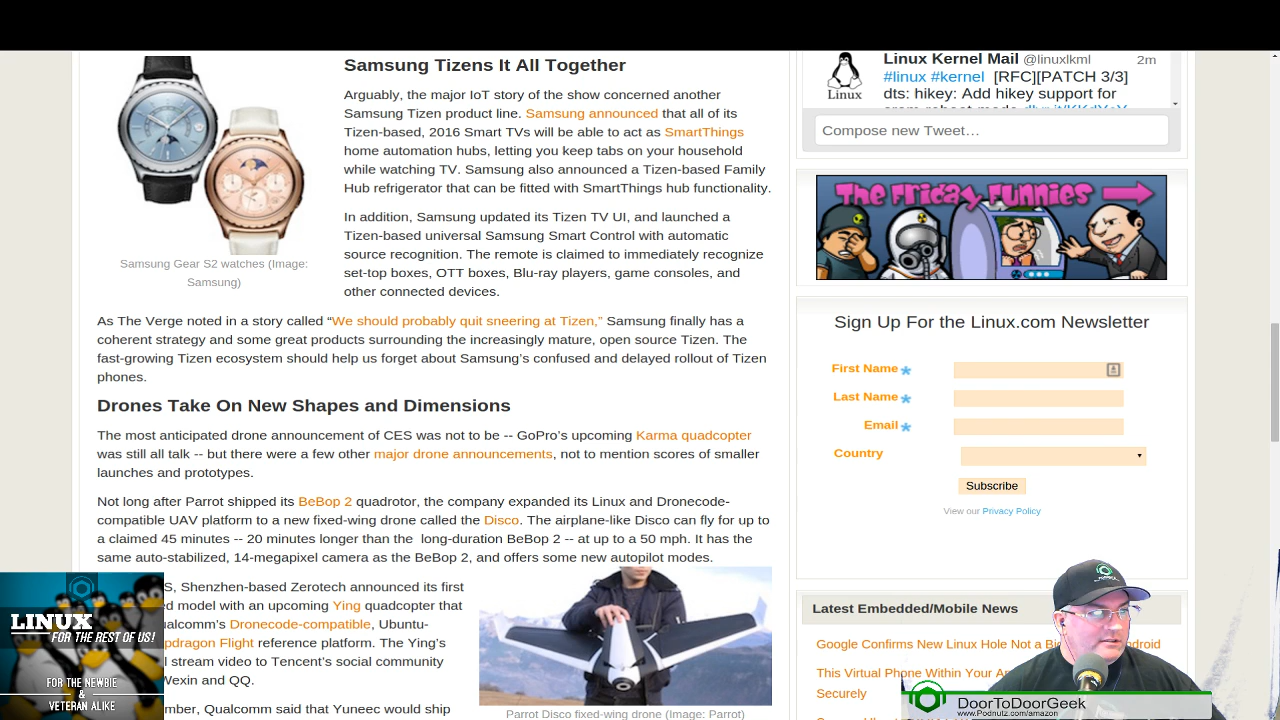 Samsung Tizens It All Together
Arguably, the major IoT story of the show concerned another
Samsung Tizen product line. Samsung announced that all of its
Tizen-based, 2016 Smart TVs will be able to act as SmartThings
home automation hubs, letting you keep tabs on your household
while watching TV. Samsung also announced a Tizen-based Family
Hub refrigerator that can be fitted with SmartThings hub functionality.
In addition, Samsung updated its Tizen TV UI, and launched a
Tizen-based universal Samsung Smart Control with automatic
source recognition. The remote is claimed to immediately recognize
set-top boxes, OTT boxes, Blu-ray players, game consoles, and
other connected devices.
Samsung Gear S2 watches (Image:
Samsung)
As The Verge noted in a story called “We should probably quit sneering at Tizen,” Samsung finally has a
coherent strategy and some great products surrounding the increasingly mature, open source Tizen. The
fast-growing Tizen ecosystem should help us forget about Samsung’s confused and delayed rollout of Tizen
phones.
Drones Take On New Shapes and Dimensions
The most anticipated drone announcement of CES was not to be -- GoPro’s upcoming Karma quadcopter
was still all talk -- but there were a few other major drone announcements, not to mention scores of smaller
launches and prototypes.
Not long after Parrot shipped its BeBop 2 quadrotor, the company expanded its Linux and Dronecode-
compatible UAV platform to a new fixed-wing drone called the Disco. The airplane-like Disco can fly for up to
a claimed 45 minutes -- 20 minutes longer than the long-duration BeBop 2 -- at up to a 50 mph. It has the
same auto-stabilized, 14-megapixel camera as the BeBop 2, and offers some new autopilot modes.
S, Shenzhen-based Zerotech announced its first
d model with an upcoming Ying quadcopter that
alcomm’s Dronecode-compatible, Ubuntu-
pdragon Flight reference platform. The Ying’s
l stream video to Tencent’s social community
Wexin and QQ.
mber, Qualcomm said that Yuneec would ship
Parrot Disco fixed-wing drone (Image: Parrot)
LINUX
FOR THE REST OF US!
FOR THE NEWBIE
&
VETERAN ALIKE
Linux
Linux Kernel Mail @linuxlkml 2m
#linux #kernel [RFC][PATCH 3/3]
dts: hikey: Add hikey support for
Compose new Tweet…
The Friday Funnies
Sign Up For the Linux.com Newsletter
First Name
Last Name
Email
Country
Subscribe
View our Privacy Policy
Latest Embedded/Mobile News
Google Confirms New Linux Hole Not a Bi droid
This Virtual Phone Within Your A
Securely
DoorToDoorGeek
www.Podnutz.com/amazon